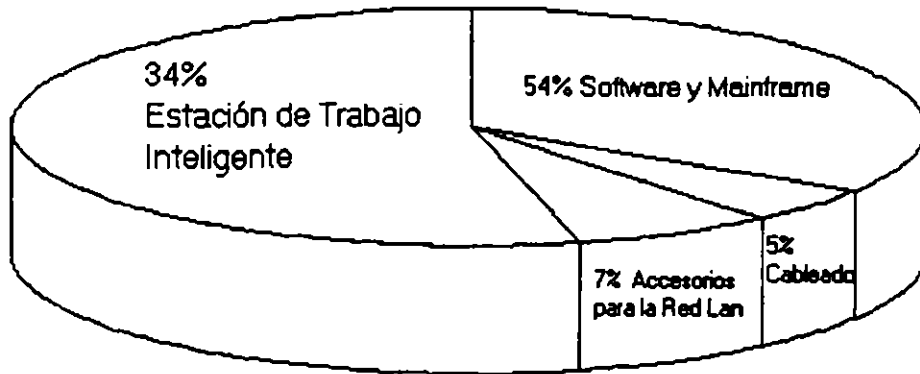 34%
Estación de Trabajo
Inteligente
54% Software y Mainframe
7% Accesorios
para la Red Lan
5%
Cableado